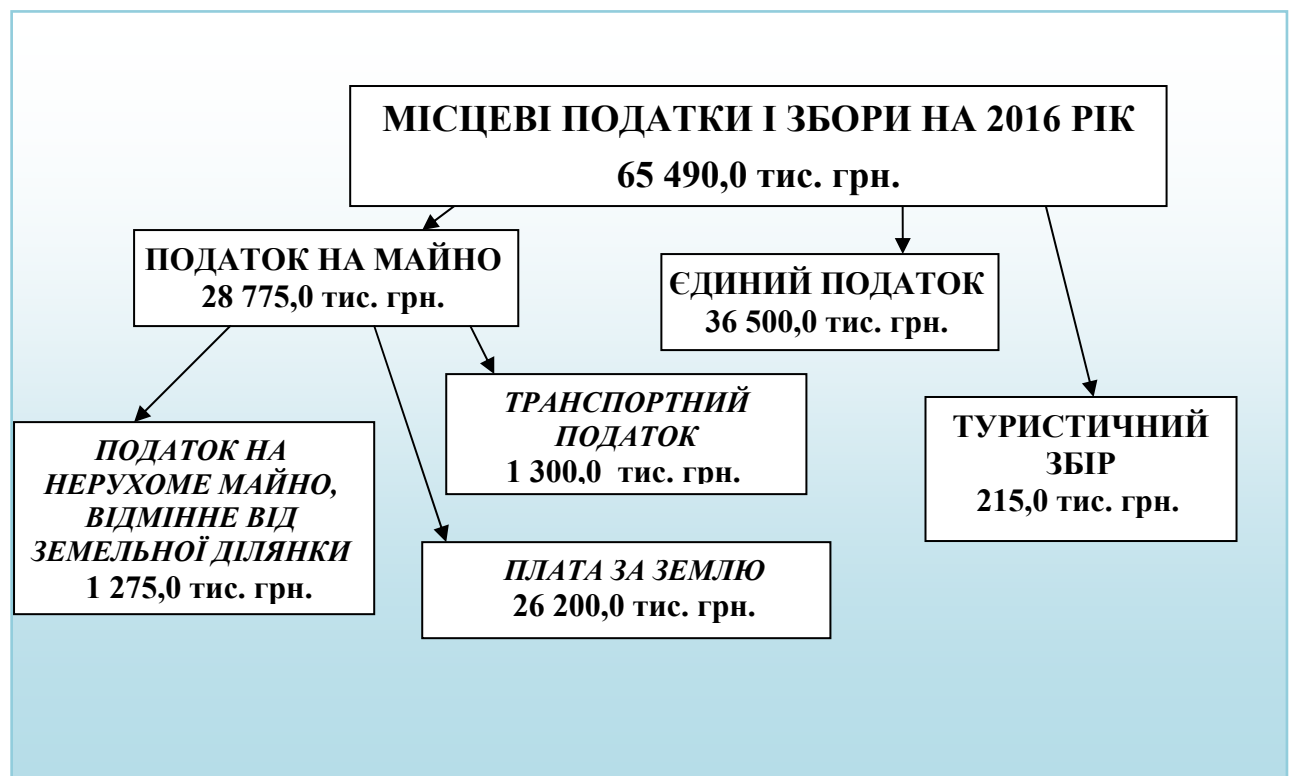 МІСЦЕВІ ПОДАТКИ І ЗБОРИ НА 2016 РІК
65 490,0 тис. грн.
ПОДАТОК НА МАЙНО
28 775,0 тис. грн.
ЄДИНИЙ ПОДАТОК
36 500,0 тис. грн.
ТРАНСПОРТНИЙ
ПОДАТОК
1 300,0 тис. грн.
ТУРИСТИЧНИЙ
ЗБІР
215,0 тис. грн.
ПОДАТОК НА
НЕРУХОМЕ МАЙНО,
ВІДМІННЕ ВІД
ЗЕМЕЛЬНОЇ ДІЛЯНКИ
1 275,0 тис. грн.
ПЛАТА ЗА ЗЕМЛЮ
26 200,0 тис. грн.